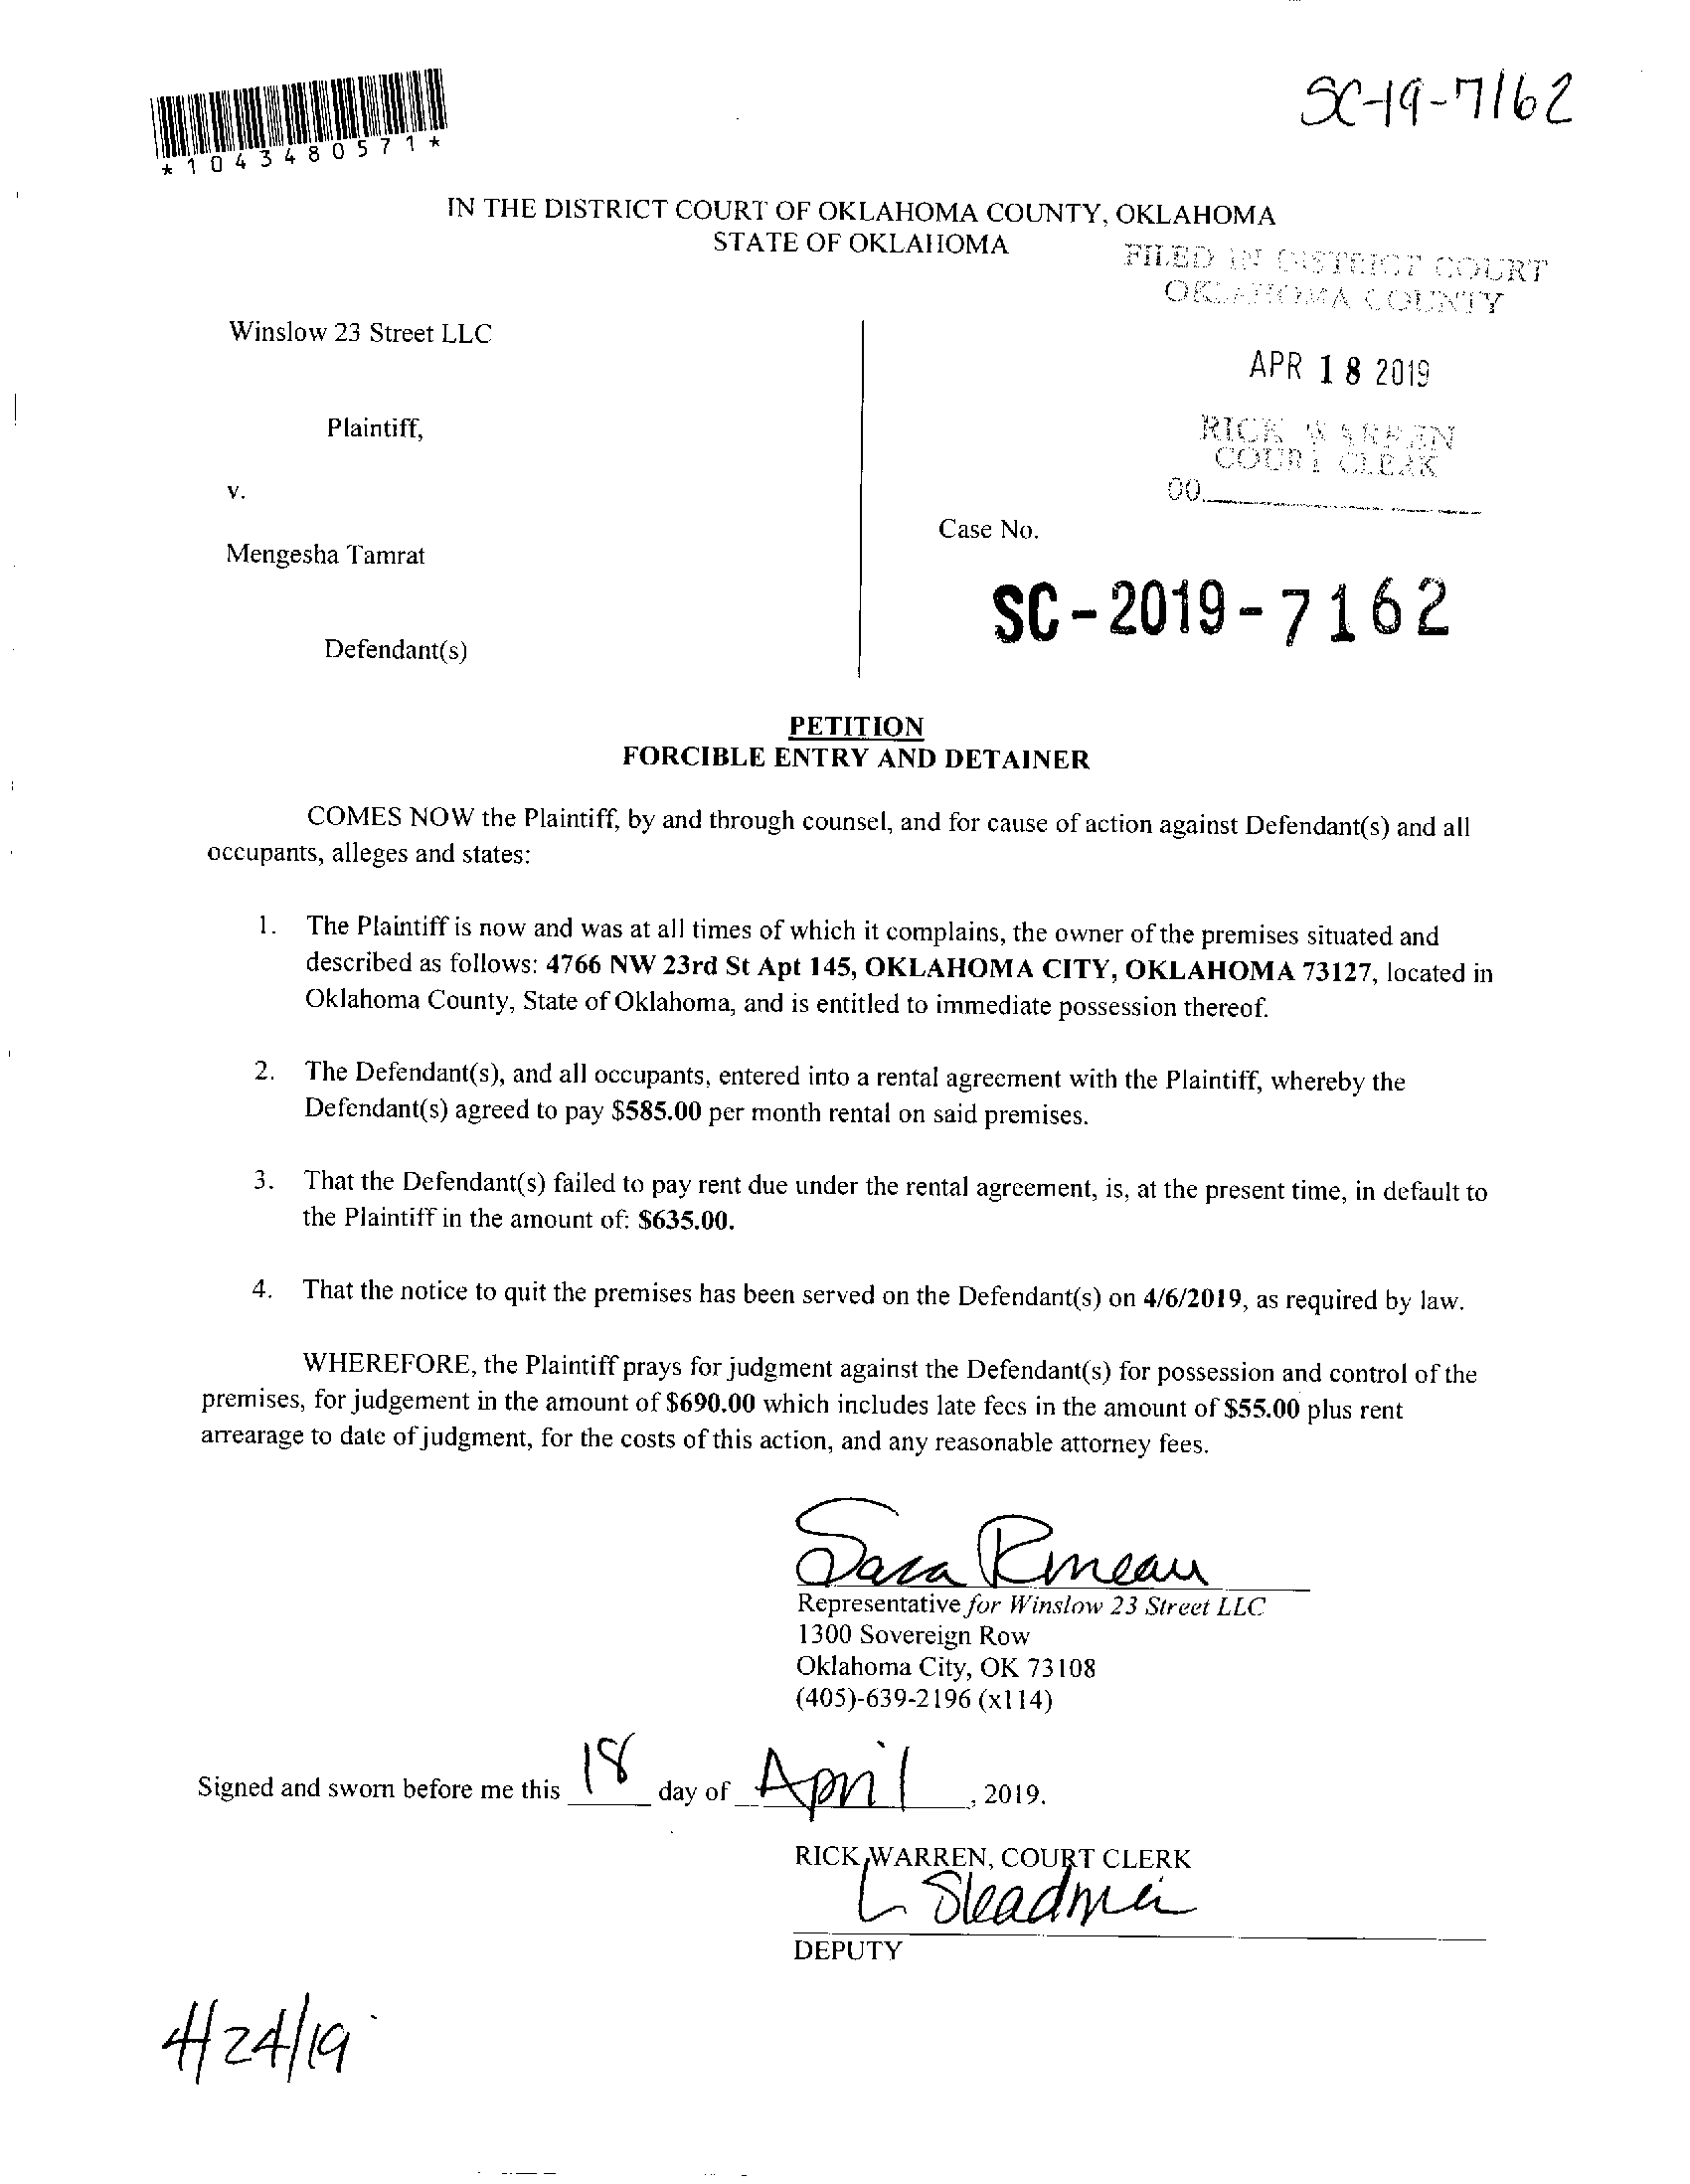 SC-19-7162
*1043480571*
IN THE DISTRICT COURT OF OKLAHOMA COUNTY, OKLAHOMA
STATE OF OKLAHOMA
FILED IN DISTRICT COURT
OKLAHOMA COUNTY
Winslow 23 Street LLC
APR 18 2019
Plaintiff,
RICK WARREN
COURT CLERK
v.
00
Case No.
Mengesha Tamrat
SC-2019-7162
Defendant(s)
PETITION
FORCIBLE ENTRY AND DETAINER
COMES NOW the Plaintiff, by and through counsel, and for cause of action against Defendant(s) and all
occupants, alleges and states:
1. The Plaintiff is now and was at all times of which it complains, the owner of the premises situated and
described as follows: 4766 NW 23rd St Apt 145, OKLAHOMA CITY, OKLAHOMA 73127, located in
Oklahoma County, State of Oklahoma, and is entitled to immediate possession thereof.
2. The Defendant(s), and all occupants, entered into a rental agreement with the Plaintiff, whereby the
Defendant(s) agreed to pay $585.00 per month rental on said premises.
3. That the Defendant(s) failed to pay rent due under the rental agreement, is, at the present time, in default to
the Plaintiff in the amount of: $635.00.
4. That the notice to quit the premises has been served on the Defendant(s) on 4/6/2019, as required by law.
WHEREFORE, the Plaintiff prays for judgment against the Defendant(s) for possession and control of the
premises, for judgement in the amount of $690.00 which includes late fees in the amount of $55.00 plus rent
arrearage to date of judgment, for the costs of this action, and any reasonable attorney fees.
Sara
Representative for Winslow 23 Street LLC
1300 Sovereign Row
Oklahoma City, OK 73108
(405)-639-2196 (x114)
Signed and sworn before me this 18 day of April, 2019.
RICK WARREN, COURT CLERK
DEPUTY
4/24/19